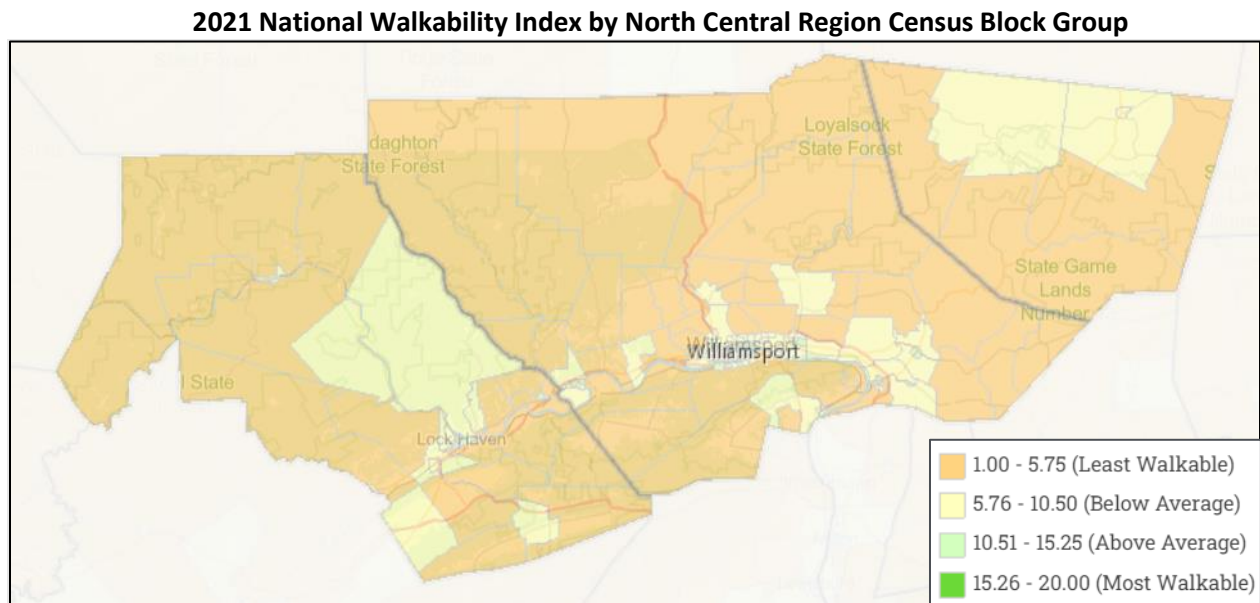 2021 National Walkability Index by North Central Region Census Block Group
daghton
State Forest
Loyalsock
State Forest
State Game
Lands
Number
Williamsport
l State
Lock Haven
1.00 - 5.75 (Least Walkable)
5.76 - 10.50 (Below Average)
10.51 - 15.25 (Above Average)
15.26 - 20.00 (Most Walkable)